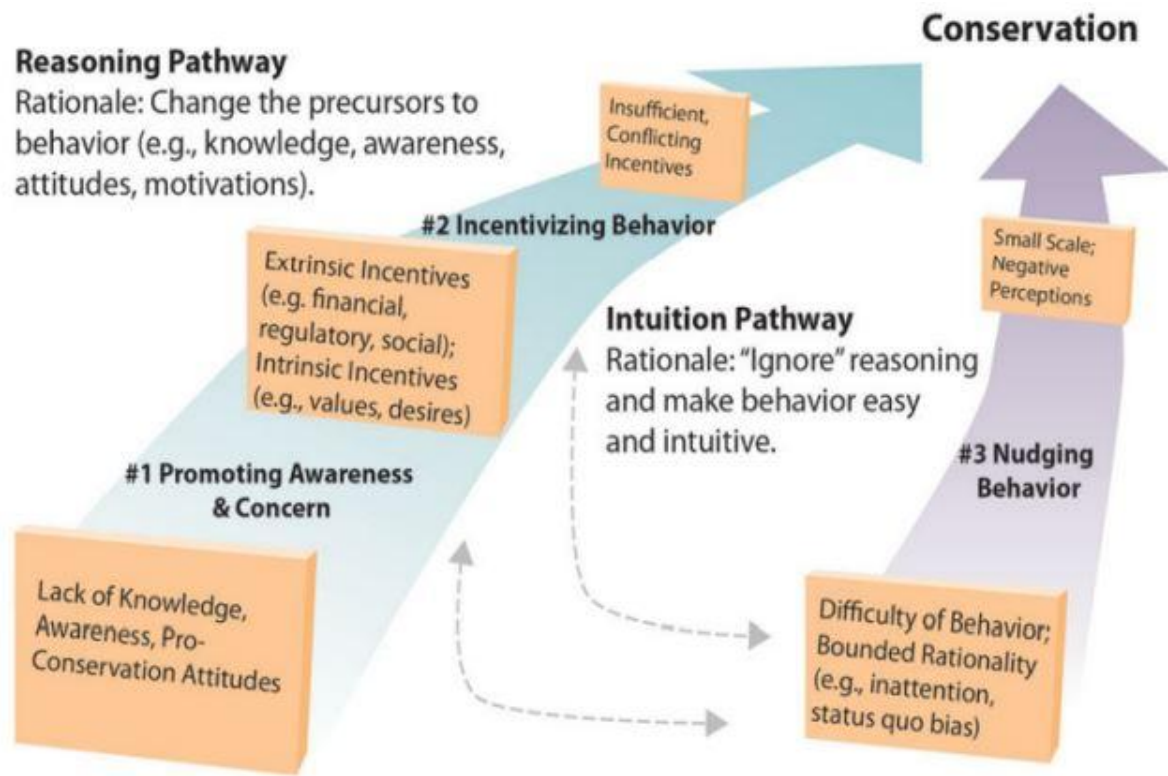 Conservation
Reasoning Pathway
Rationale: Change the precursors to
behavior (e.g., knowledge, awareness,
attitudes, motivations).
Insufficient,
Conflicting
Incentives
#2 Incentivizing Behavior
Extrinsic Incentives
(e.g. financial,
regulatory, social);
Intrinsic Incentives
(e.g., values, desires)
#1 Promoting Awareness
& Concern
Lack of Knowledge,
Awareness, Pro-
Conservation Attitudes
Intuition Pathway
Rationale: “Ignore” reasoning
and make behavior easy
and intuitive.
Small Scale;
Negative
Perceptions
#3 Nudging
Behavior
Difficulty of Behavior;
Bounded Rationality
(e.g., inattention,
status quo bias)